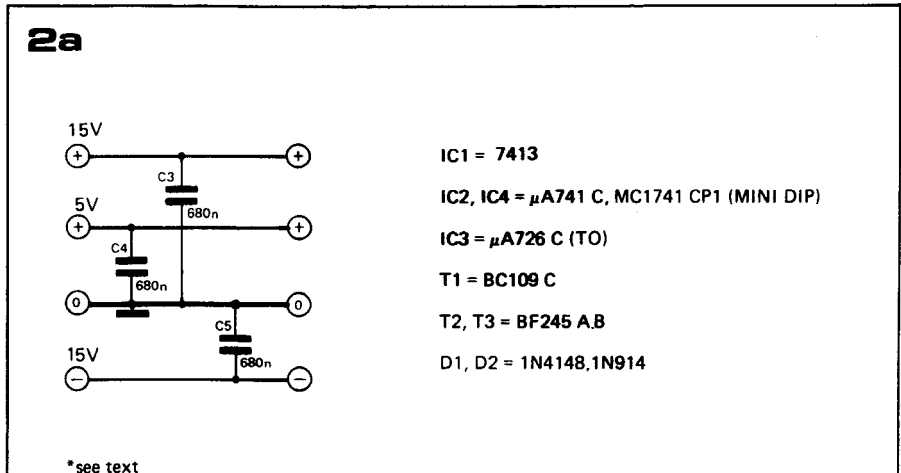 2a
15V
+ +
C3
680n
5V
+ +
C4
680n
0 0
C5
680n
15V
− −
*see text
IC1 = 7413
IC2, IC4 = μA741 C, MC1741 CP1 (MINI DIP)
IC3 = μA726 C (TO)
T1 = BC109 C
T2, T3 = BF245 A.B
D1, D2 = 1N4148,1N914